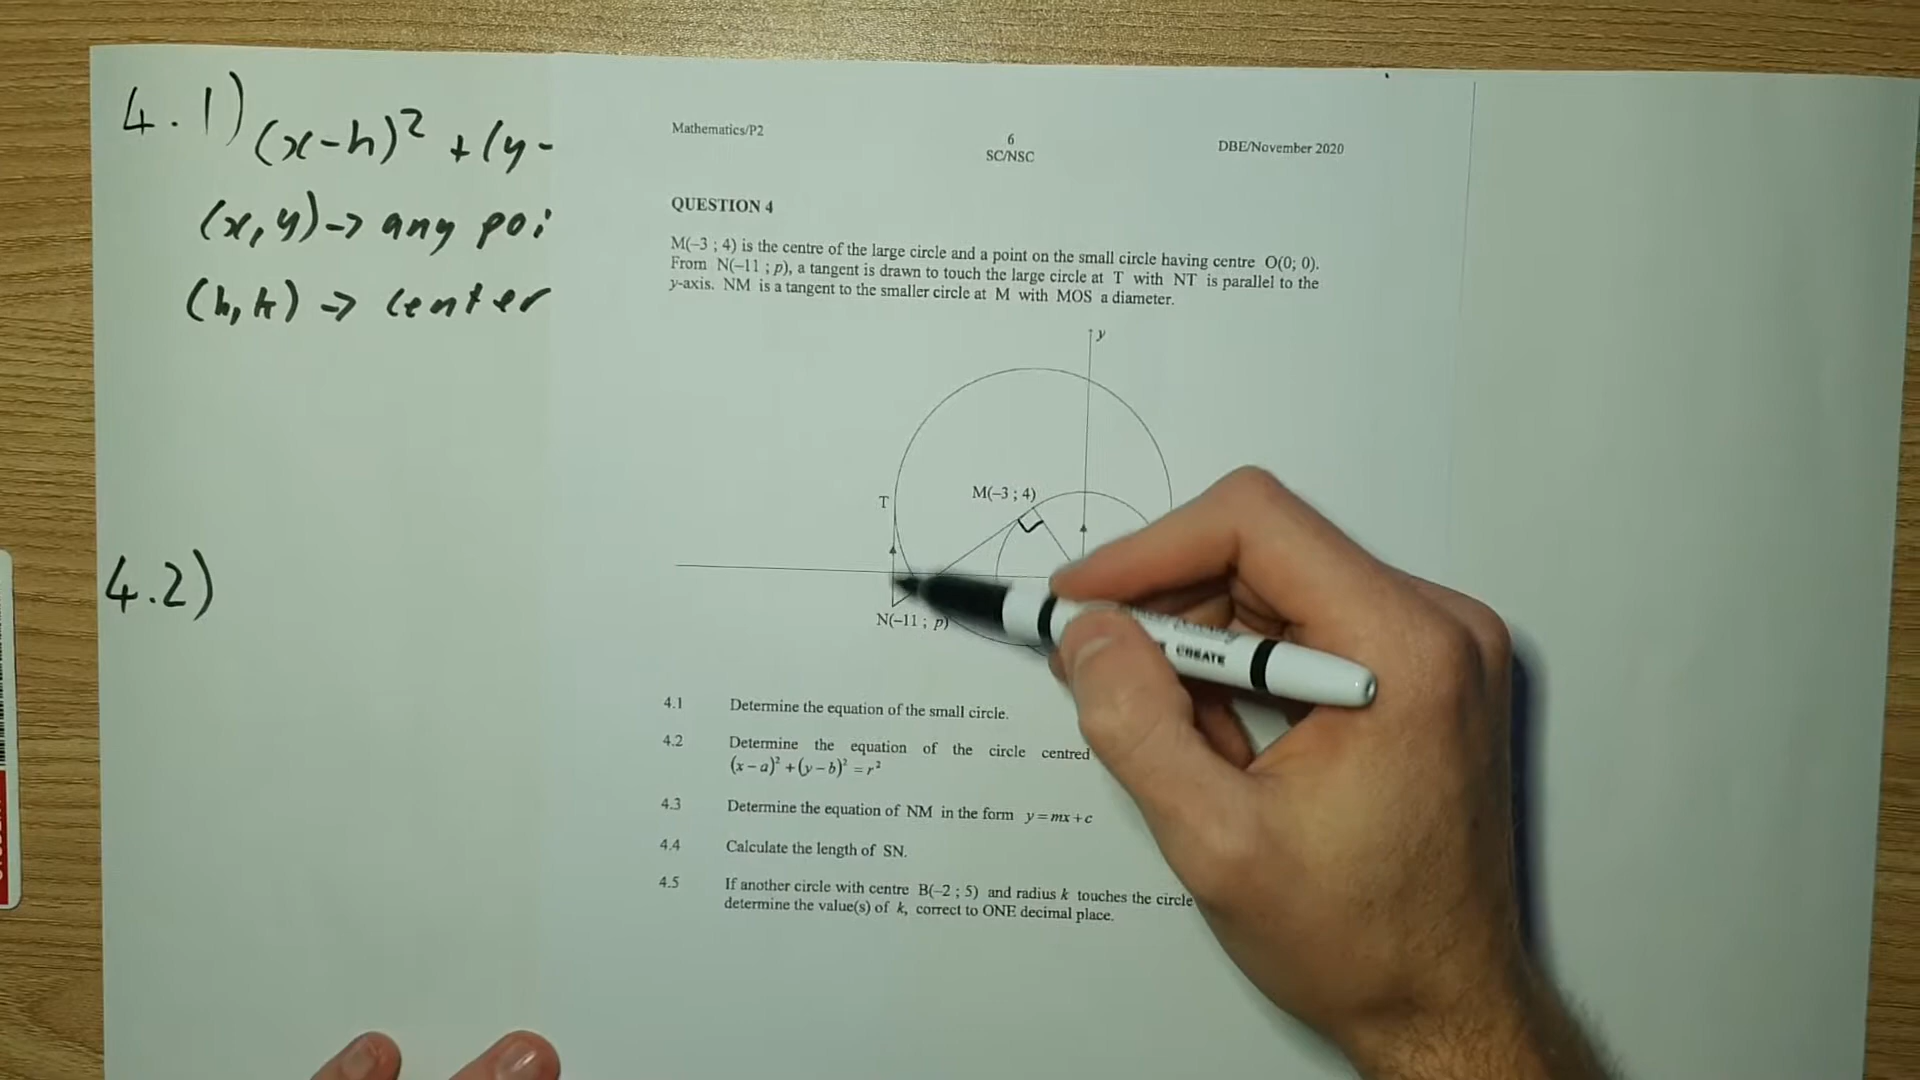 4.1) (x-h)² + (y-
(x,y) -> any poi
(h,k) -> center
4.2)
Mathematics/P2
6
SC/NSC
DBE/November 2020
QUESTION 4
M(–3 ; 4) is the centre of the large circle and a point on the small circle having centre O(0; 0).
From N(–11 ; p), a tangent is drawn to touch the large circle at T with NT is parallel to the
y-axis. NM is a tangent to the smaller circle at M with MOS a diameter.
y
M(–3 ; 4)
T
N(–11 ; p)
CREATE
4.1 Determine the equation of the small circle.
4.2 Determine the equation of the circle centred
(x – a)² + (y – b)² = r²
4.3 Determine the equation of NM in the form y = mx + c
4.4 Calculate the length of SN.
4.5 If another circle with centre B(–2 ; 5) and radius k touches the circle
determine the value(s) of k, correct to ONE decimal place.